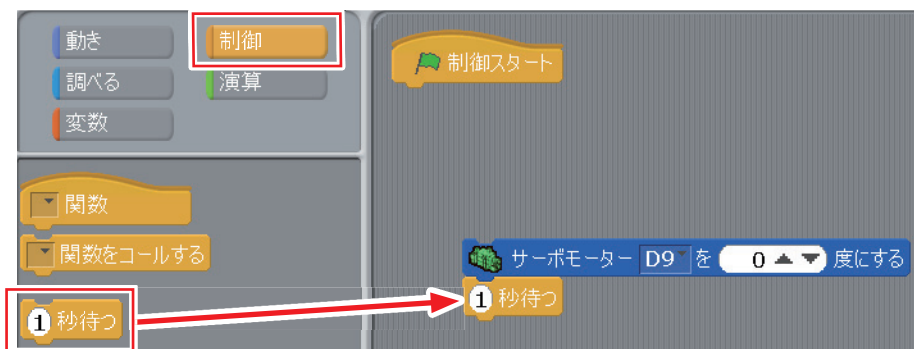 動き 制御
調べる 演算
変数
関数
関数をコールする
1 秒待つ
制御スタート
サーボモーター D9 を 0 度にする
1 秒待つ